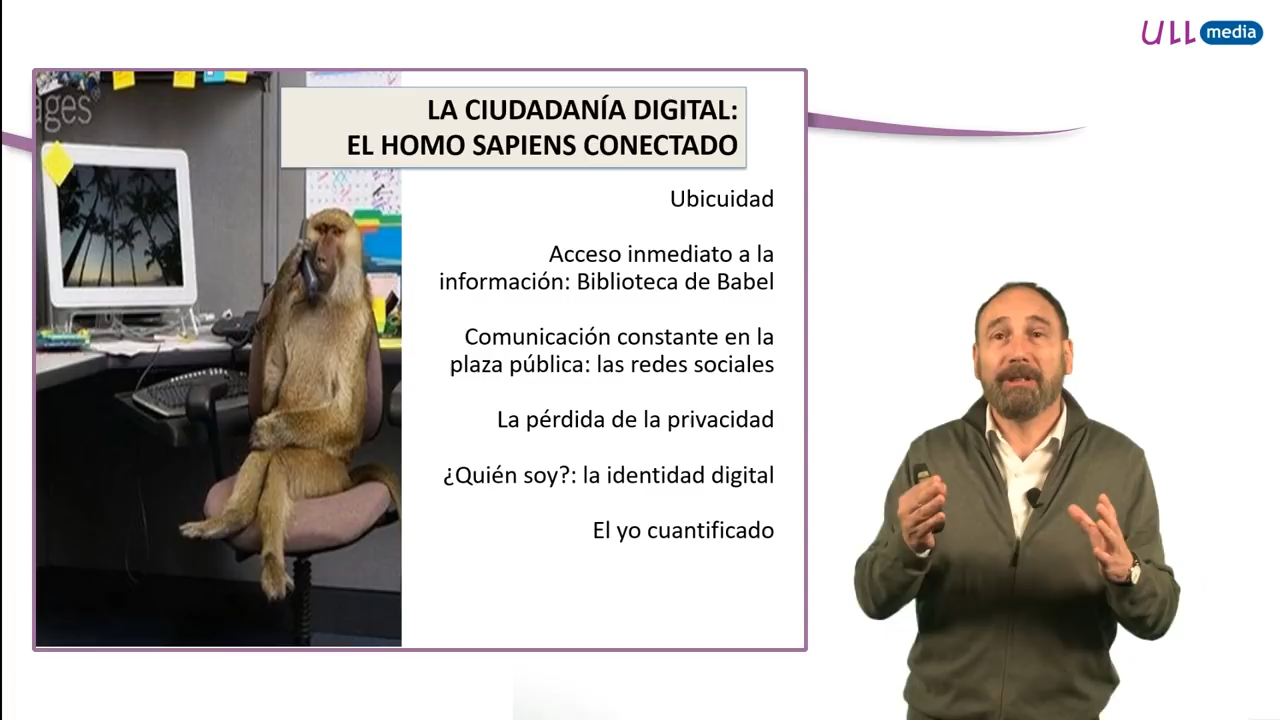 ULL media
ages
LA CIUDADANÍA DIGITAL:
EL HOMO SAPIENS CONECTADO
Ubicuidad
Acceso inmediato a la
información: Biblioteca de Babel
Comunicación constante en la
plaza pública: las redes sociales
La pérdida de la privacidad
¿Quién soy?: la identidad digital
El yo cuantificado